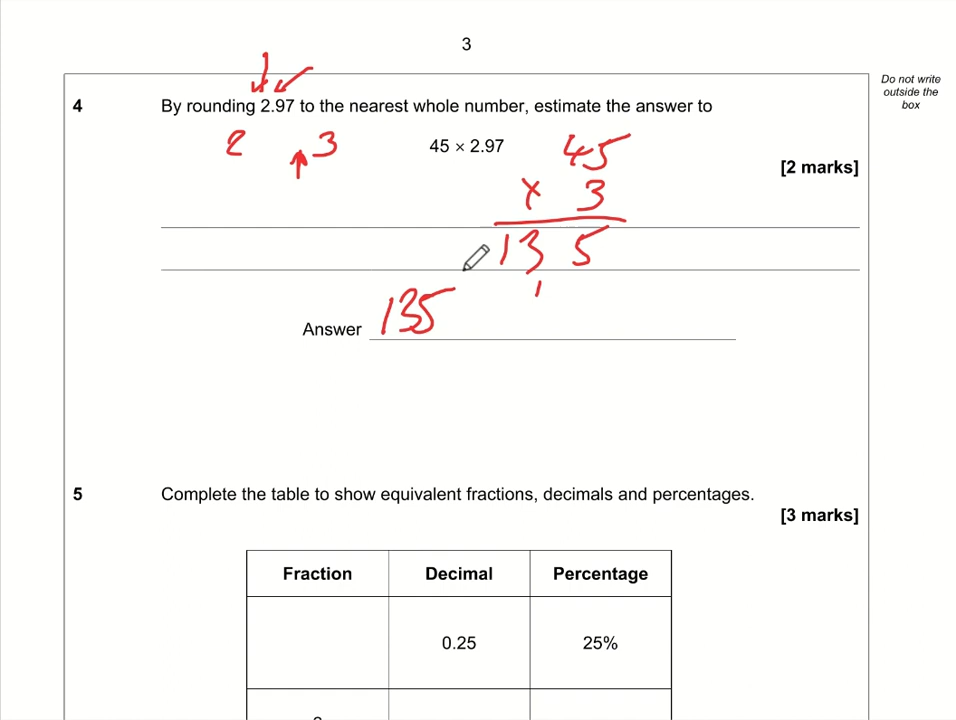 3
Do not write
outside the
box
4 By rounding 2.97 to the nearest whole number, estimate the answer to
2 3
45 × 2.97
45
[2 marks]
× 3
135
1
Answer 135
5 Complete the table to show equivalent fractions, decimals and percentages.
[3 marks]
Fraction Decimal Percentage
0.25 25%